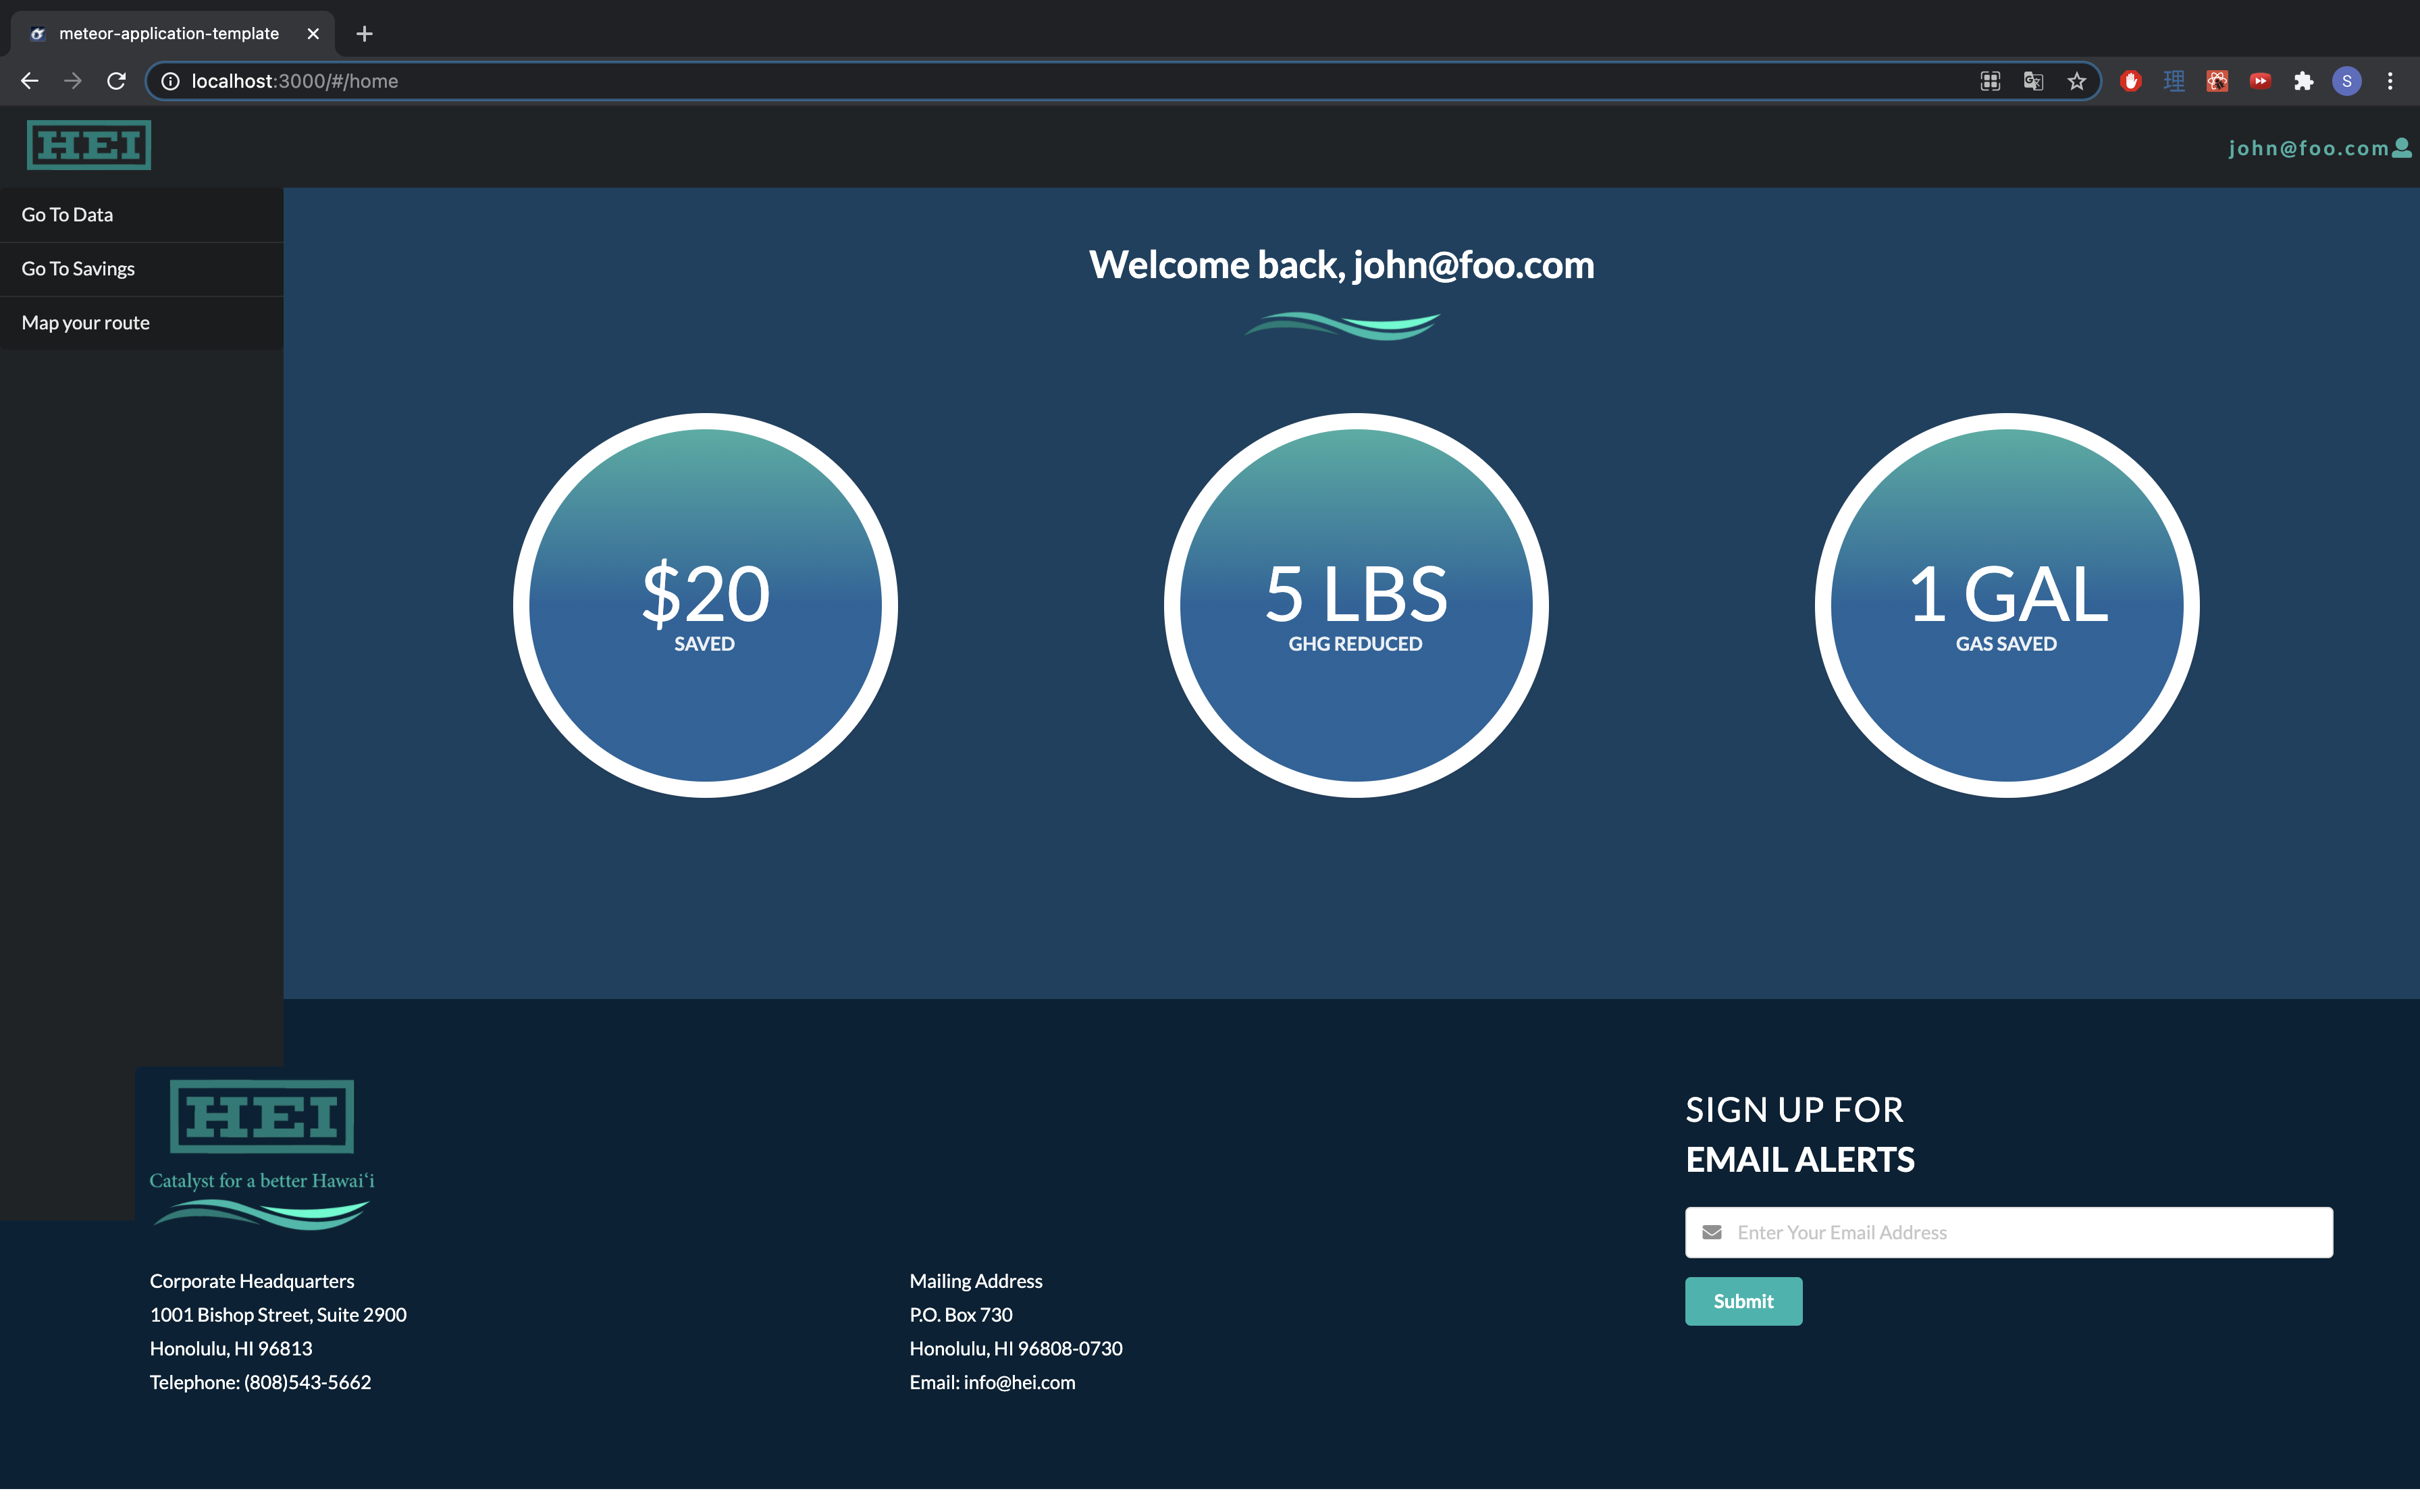 meteor-application-template
localhost:3000/#/home
理
S
HEI
john@foo.com
Go To Data
Go To Savings
Map your route
Welcome back, john@foo.com
$20
SAVED
5 LBS
GHG REDUCED
1 GAL
GAS SAVED
HEI
Catalyst for a better Hawaiʻi
Corporate Headquarters
1001 Bishop Street, Suite 2900
Honolulu, HI 96813
Telephone: (808)543-5662
Mailing Address
P.O. Box 730
Honolulu, HI 96808-0730
Email: info@hei.com
SIGN UP FOR
EMAIL ALERTS
Enter Your Email Address
Submit